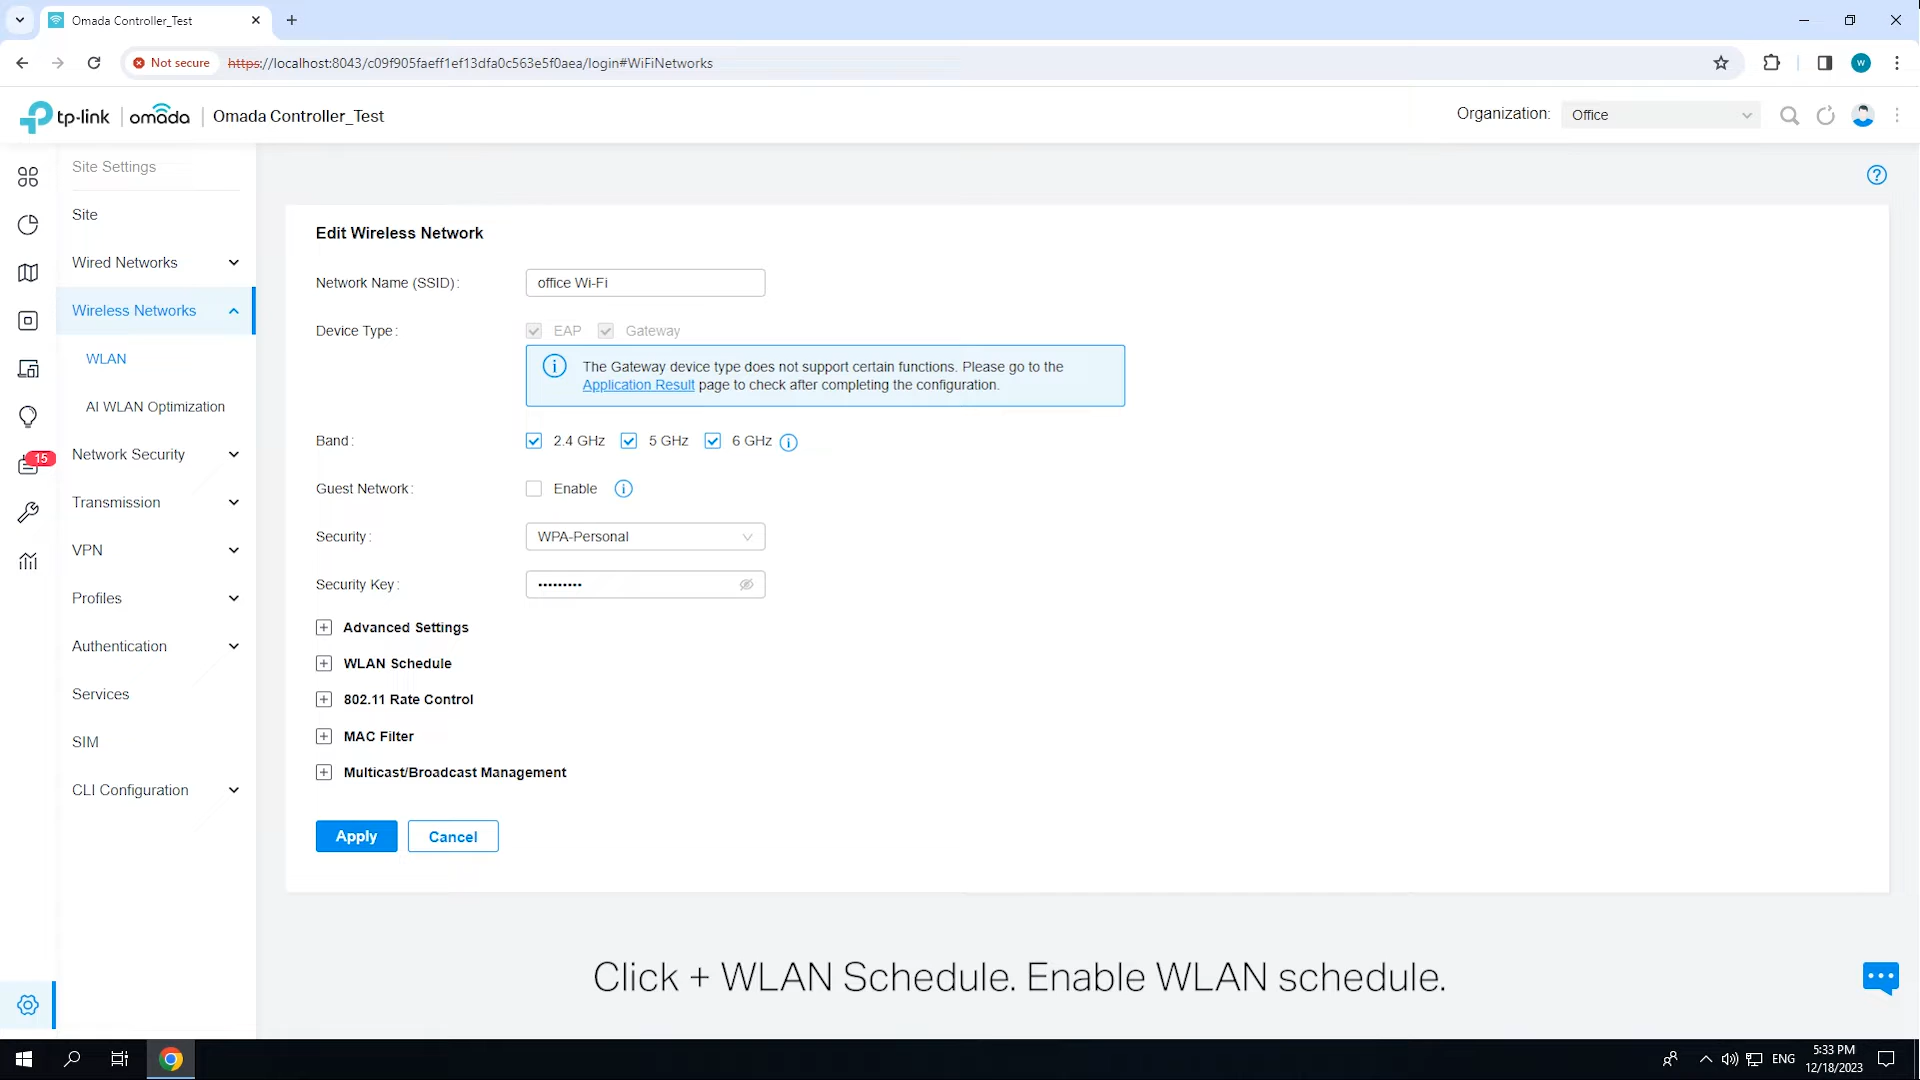 Omada Controller_Test
Not secure
https://localhost:8043/c09f905faeff1ef13dfa0c563e5f0aea/login#WiFiNetworks
W
tp-link | omada | Omada Controller_Test
Organization: Office
Site Settings
Site
Wired Networks
Wireless Networks
WLAN
AI WLAN Optimization
15
Network Security
Transmission
VPN
Profiles
Authentication
Services
SIM
CLI Configuration
Edit Wireless Network
Network Name (SSID): office Wi-Fi
Device Type: EAP Gateway
The Gateway device type does not support certain functions. Please go to the
Application Result page to check after completing the configuration.
Band: 2.4 GHz 5 GHz 6 GHz
Guest Network: Enable
Security: WPA-Personal
Security Key: •••••••••
Advanced Settings
WLAN Schedule
802.11 Rate Control
MAC Filter
Multicast/Broadcast Management
Apply Cancel
Click + WLAN Schedule. Enable WLAN schedule.
ENG
5:33 PM
12/18/2023